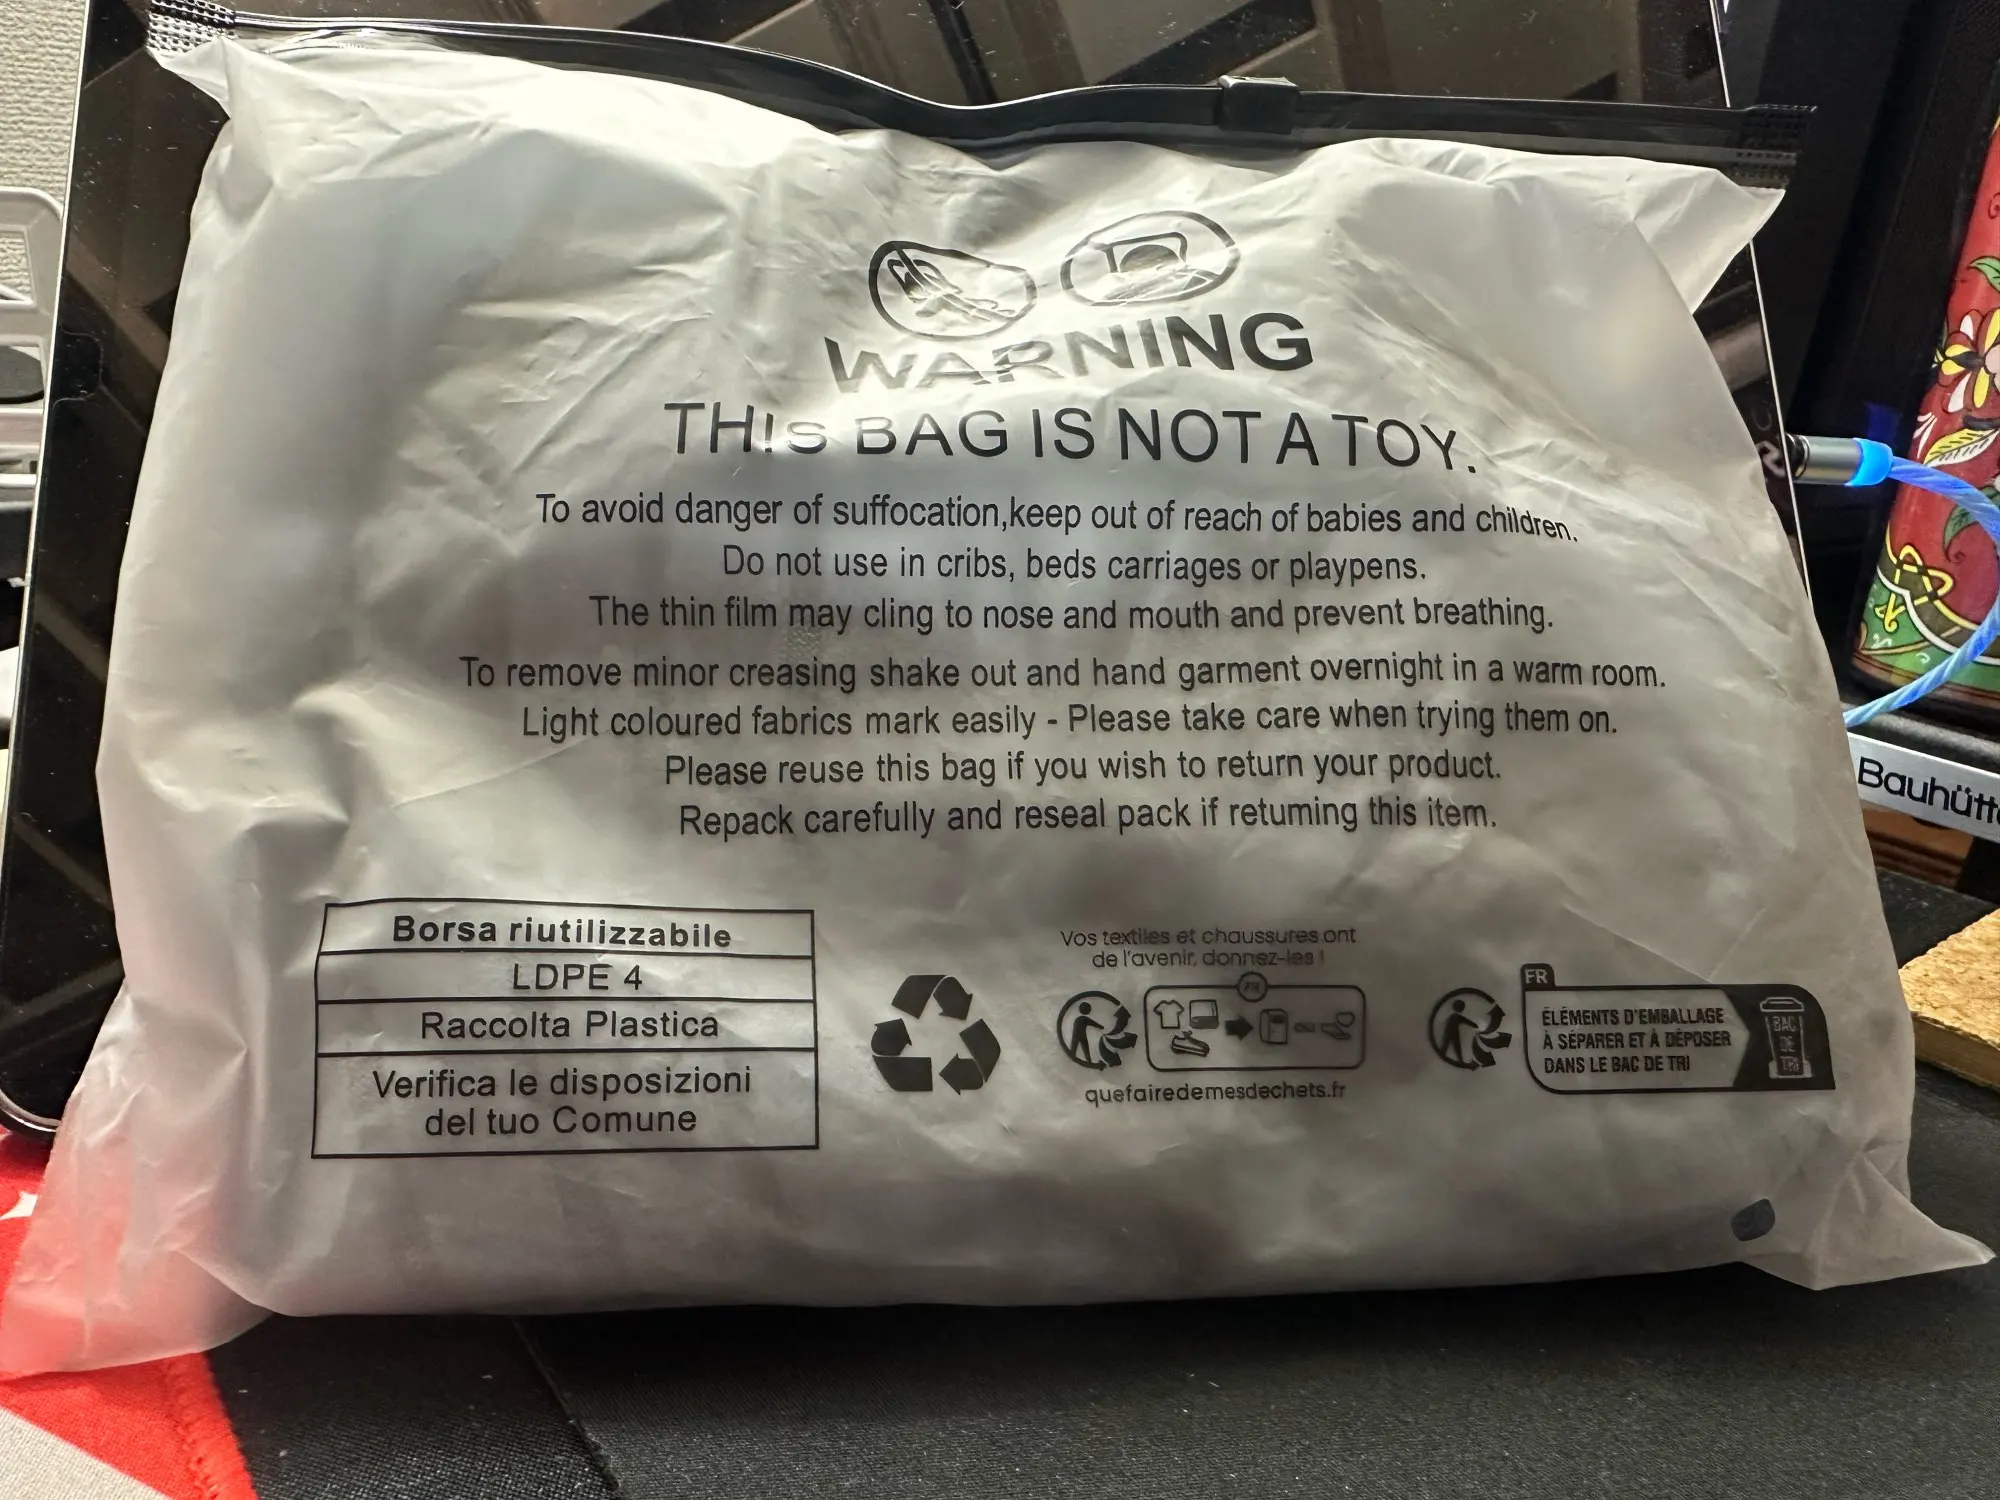 WARNING
THIS BAG IS NOT A TOY.
To avoid danger of suffocation,keep out of reach of babies and children.
Do not use in cribs, beds carriages or playpens.
The thin film may cling to nose and mouth and prevent breathing.
To remove minor creasing shake out and hand garment overnight in a warm room.
Light coloured fabrics mark easily - Please take care when trying them on.
Please reuse this bag if you wish to return your product.
Repack carefully and reseal pack if retuming this item.
Borsa riutilizzabile
LDPE 4
Raccolta Plastica
Verifica le disposizioni
del tuo Comune
Vos textiles et chaussures ont
de l'avenir, donnez-les !
FR
quefairedemesdechets.fr
FR
ÉLÉMENTS D'EMBALLAGE
À SÉPARER ET À DÉPOSER
DANS LE BAC DE TRI
BAC
DE
TRI
Bauhütte